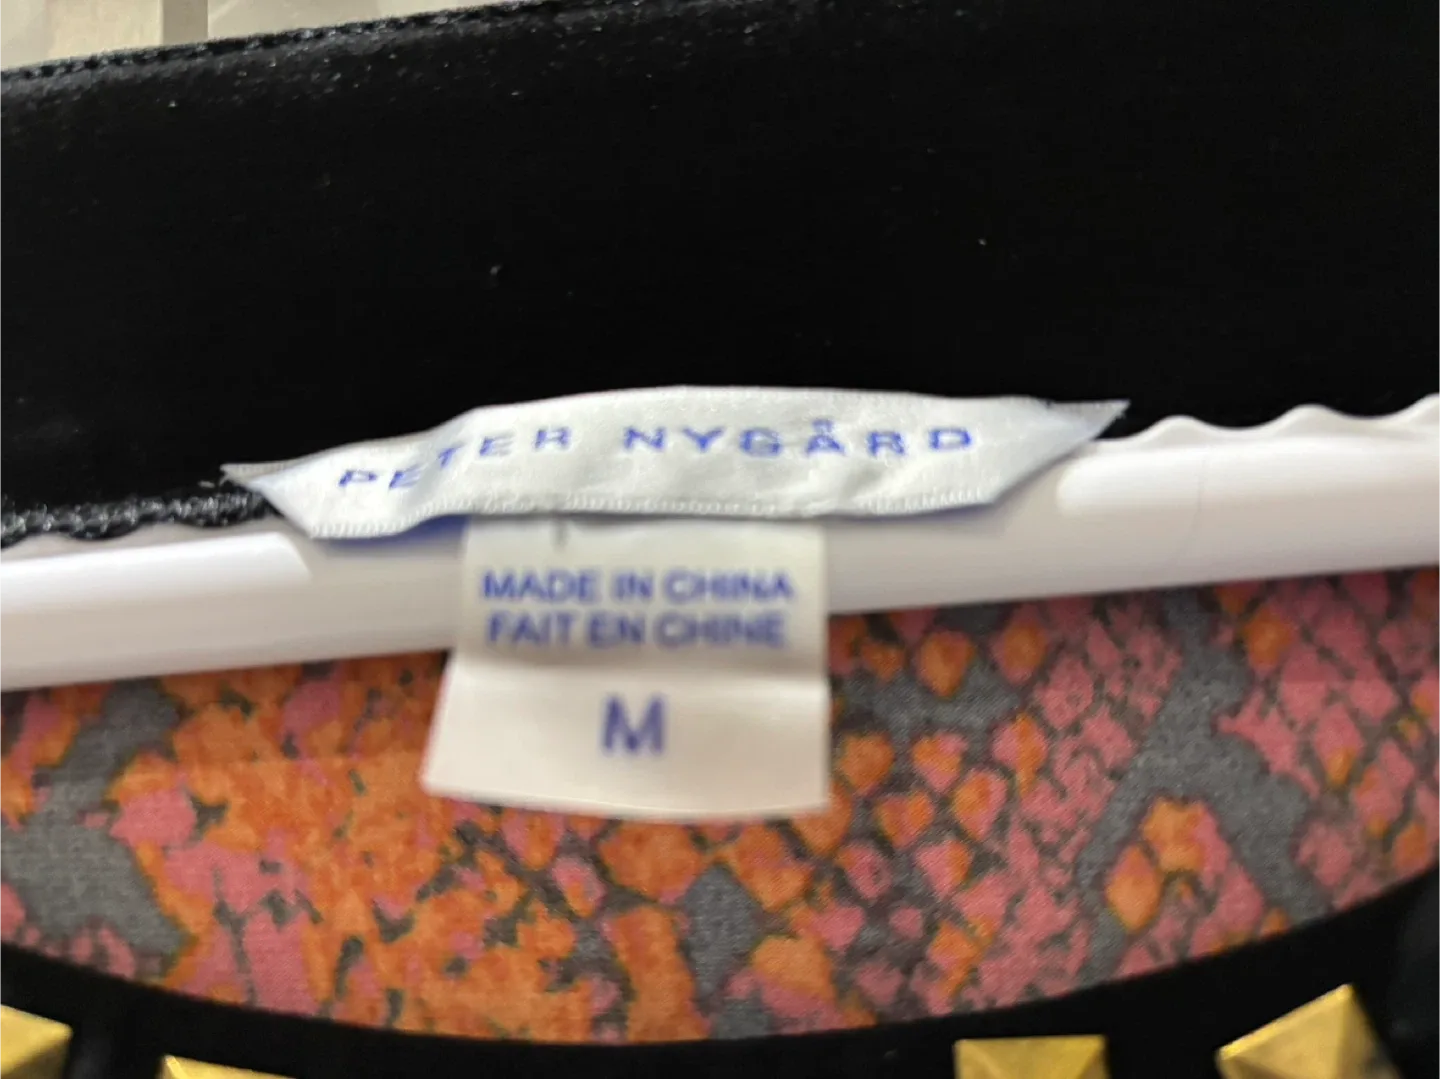 PETER NYGÅRD
MADE IN CHINA
FAIT EN CHINE
M